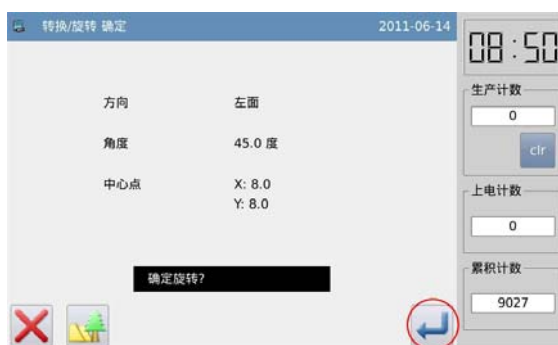 转换/旋转 确定 2011-06-14
08:50
方向 左面
角度 45.0 度
中心点 X: 8.0
Y: 8.0
确定旋转?
生产计数
0
clr
上电计数
0
累积计数
9027